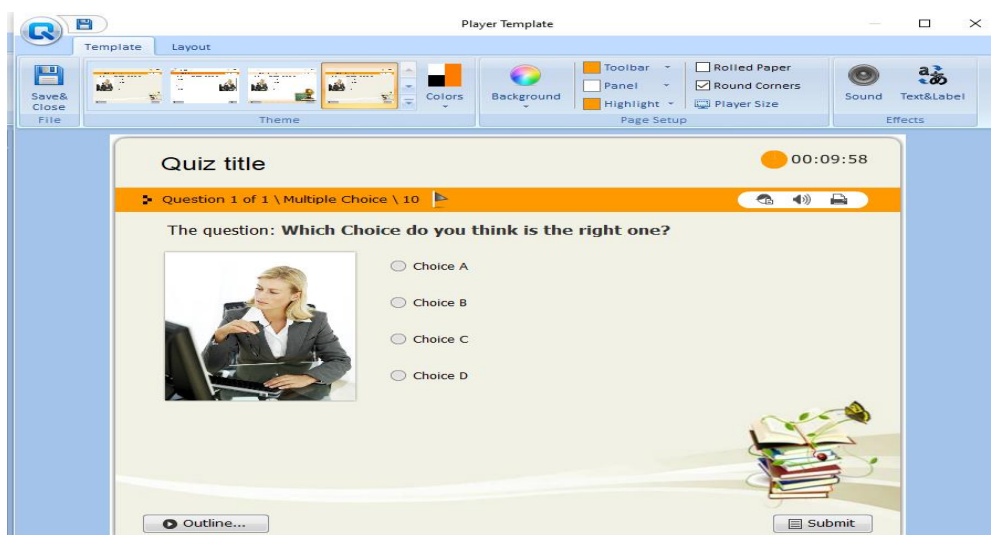 Player Template
Template Layout
Save& Close
Colors
Background
Toolbar
Panel
Highlight
Rolled Paper
Round Corners
Player Size
Sound
Text&Label
File
Theme
Page Setup
Effects
Quiz title
00:09:58
Question 1 of 1 \ Multiple Choice \ 10
The question: Which Choice do you think is the right one?
Choice A
Choice B
Choice C
Choice D
Outline...
Submit